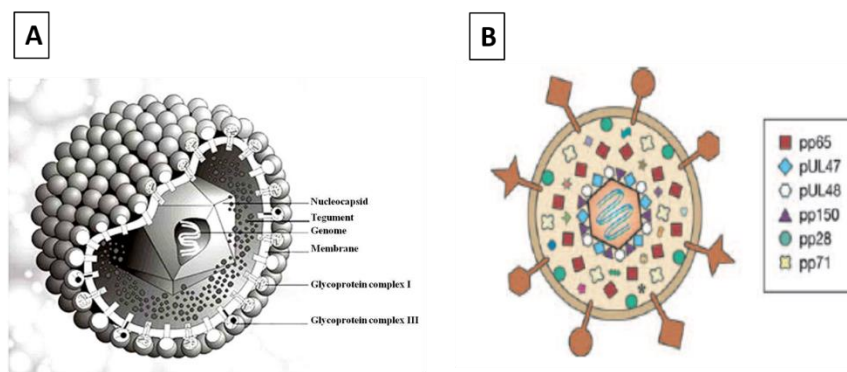 A
Nucleocapsid
Tegument
Genome
Membrane
Glycoprotein complex I
Glycoprotein complex III
B
pp65
pUL47
pUL48
pp150
pp28
pp71